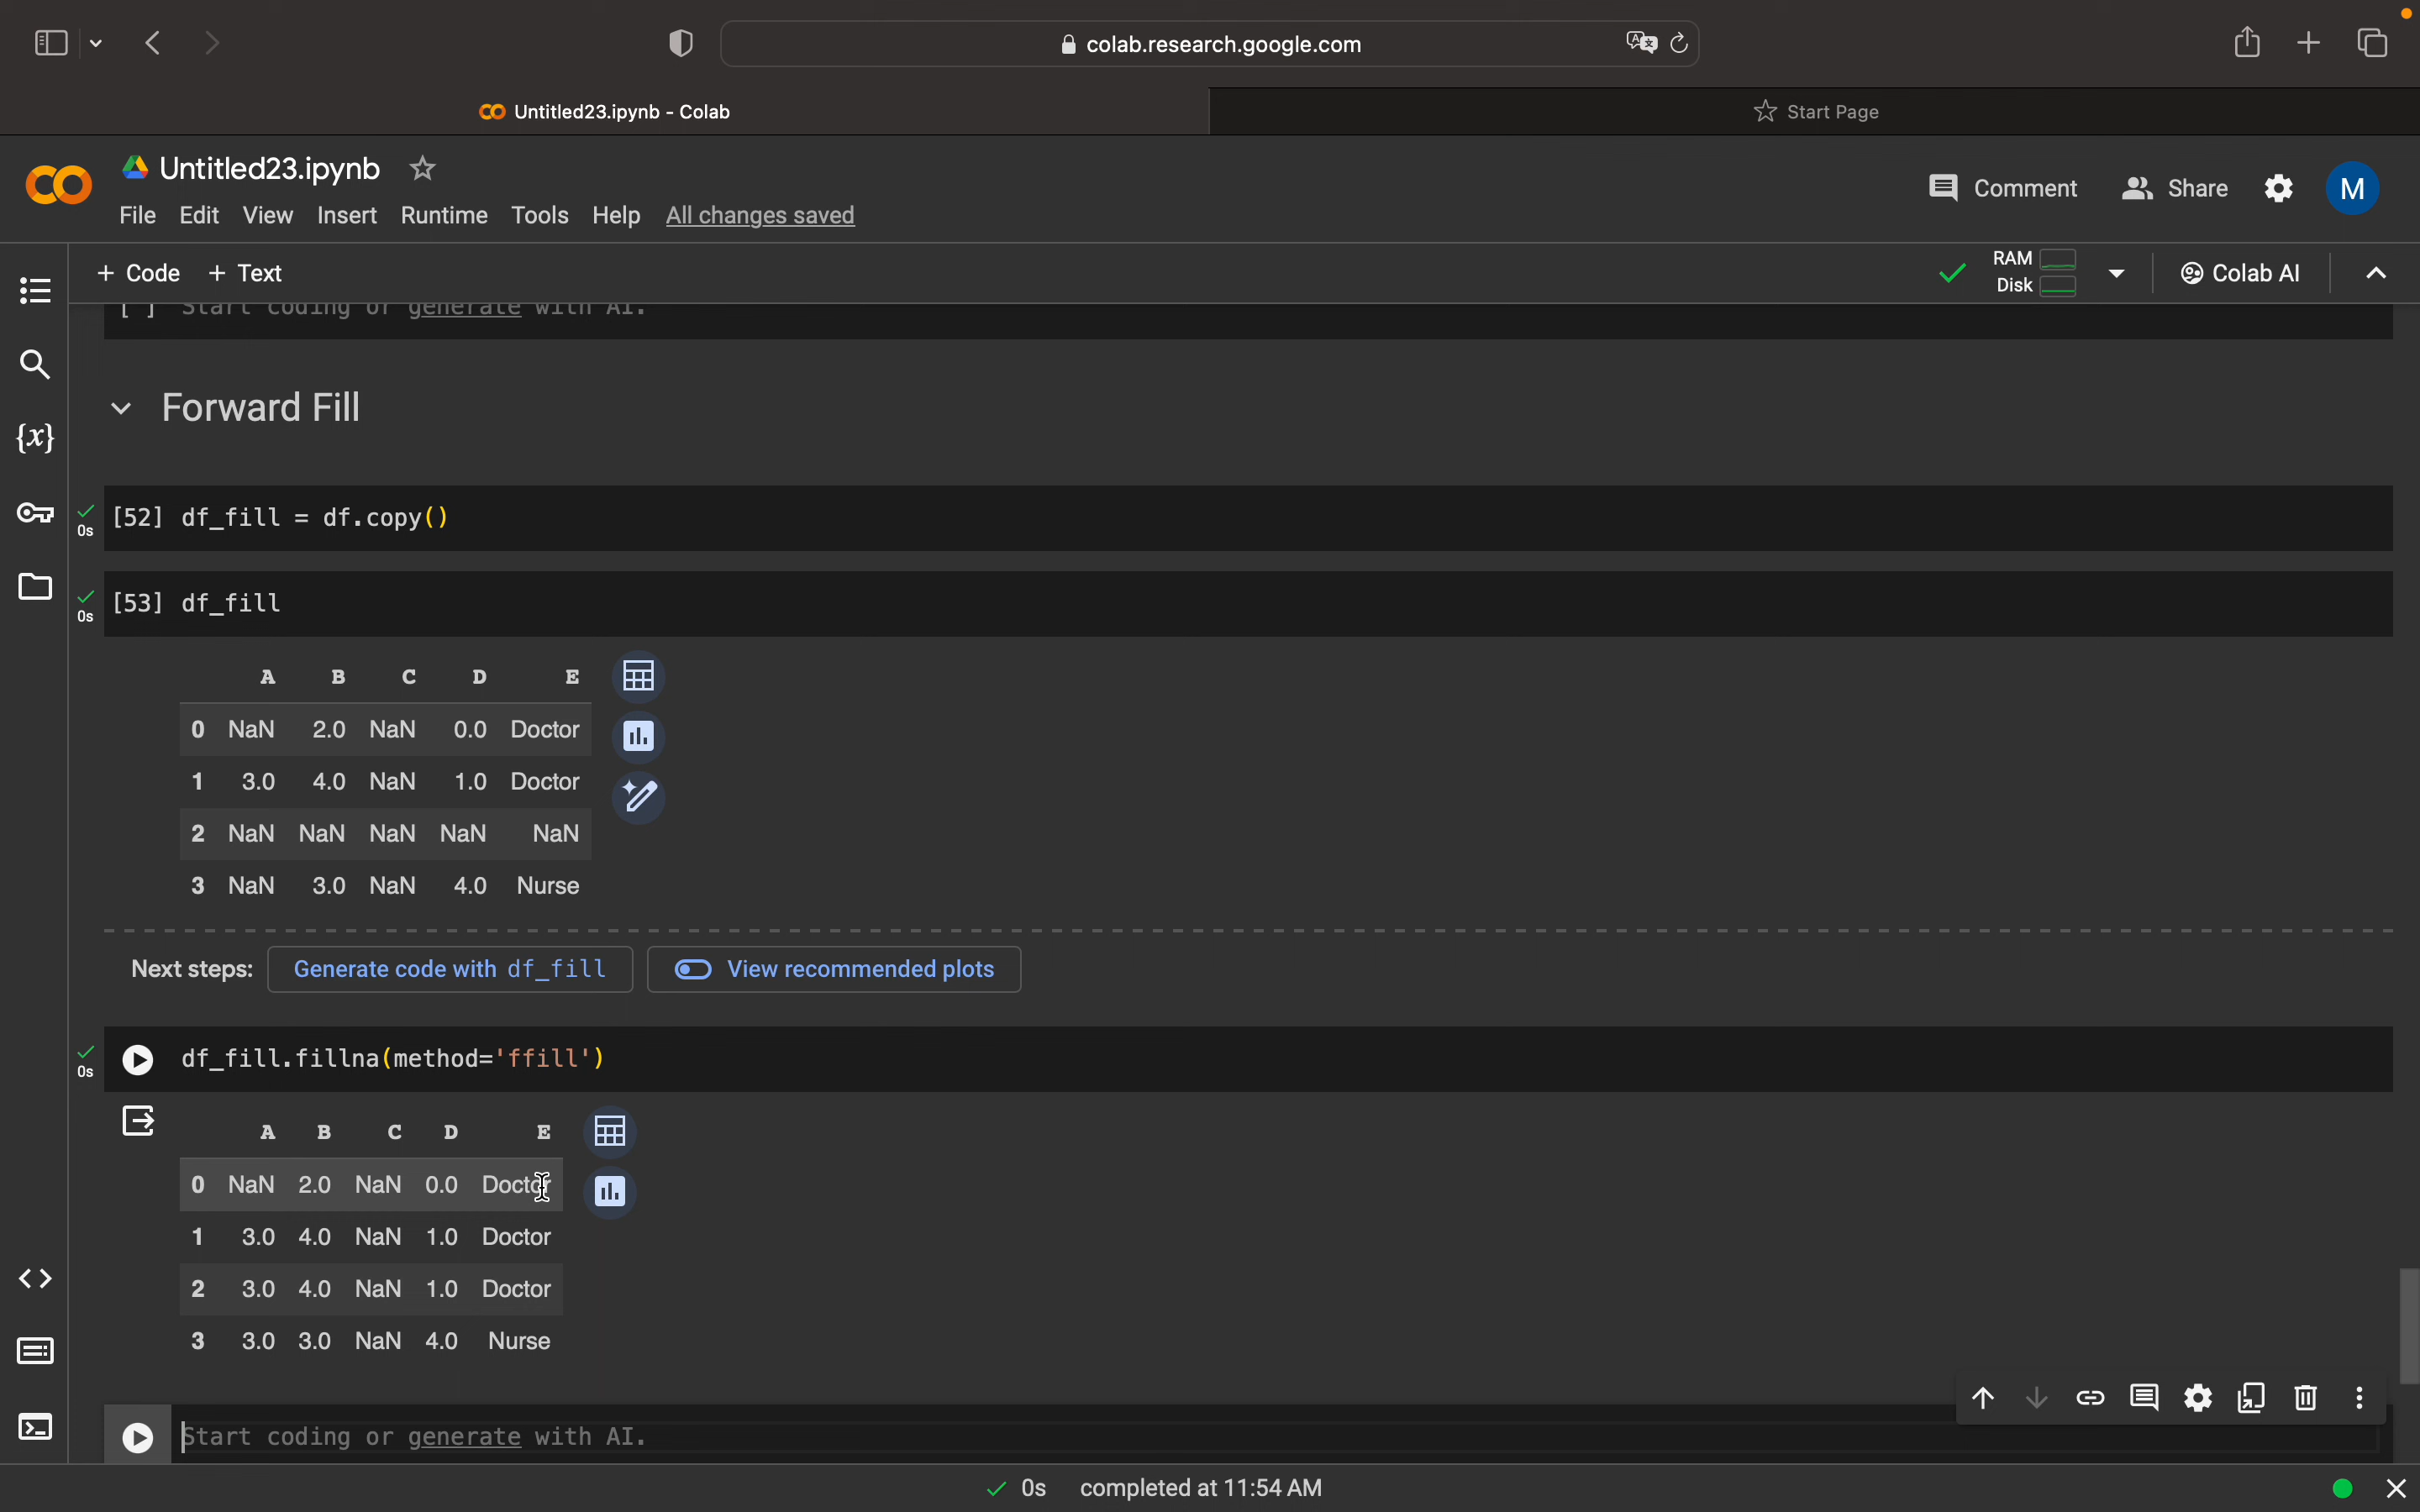 colab.research.google.com
Untitled23.ipynb - Colab
Start Page
Untitled23.ipynb
Comment
Share
M
File Edit View Insert Runtime Tools Help All changes saved
+ Code + Text
RAM
Disk
Colab AI
[ ] Start coding or generate with AI.
Forward Fill
{x}
0s
[52] df_fill = df.copy()
0s
[53] df_fill
A B C D E
0 NaN 2.0 NaN 0.0 Doctor
1 3.0 4.0 NaN 1.0 Doctor
2 NaN NaN NaN NaN NaN
3 NaN 3.0 NaN 4.0 Nurse
Next steps: Generate code with df_fill View recommended plots
0s
df_fill.fillna(method='ffill')
A B C D E
0 NaN 2.0 NaN 0.0 Doctor
1 3.0 4.0 NaN 1.0 Doctor
2 3.0 4.0 NaN 1.0 Doctor
3 3.0 3.0 NaN 4.0 Nurse
Start coding or generate with AI.
0s completed at 11:54 AM